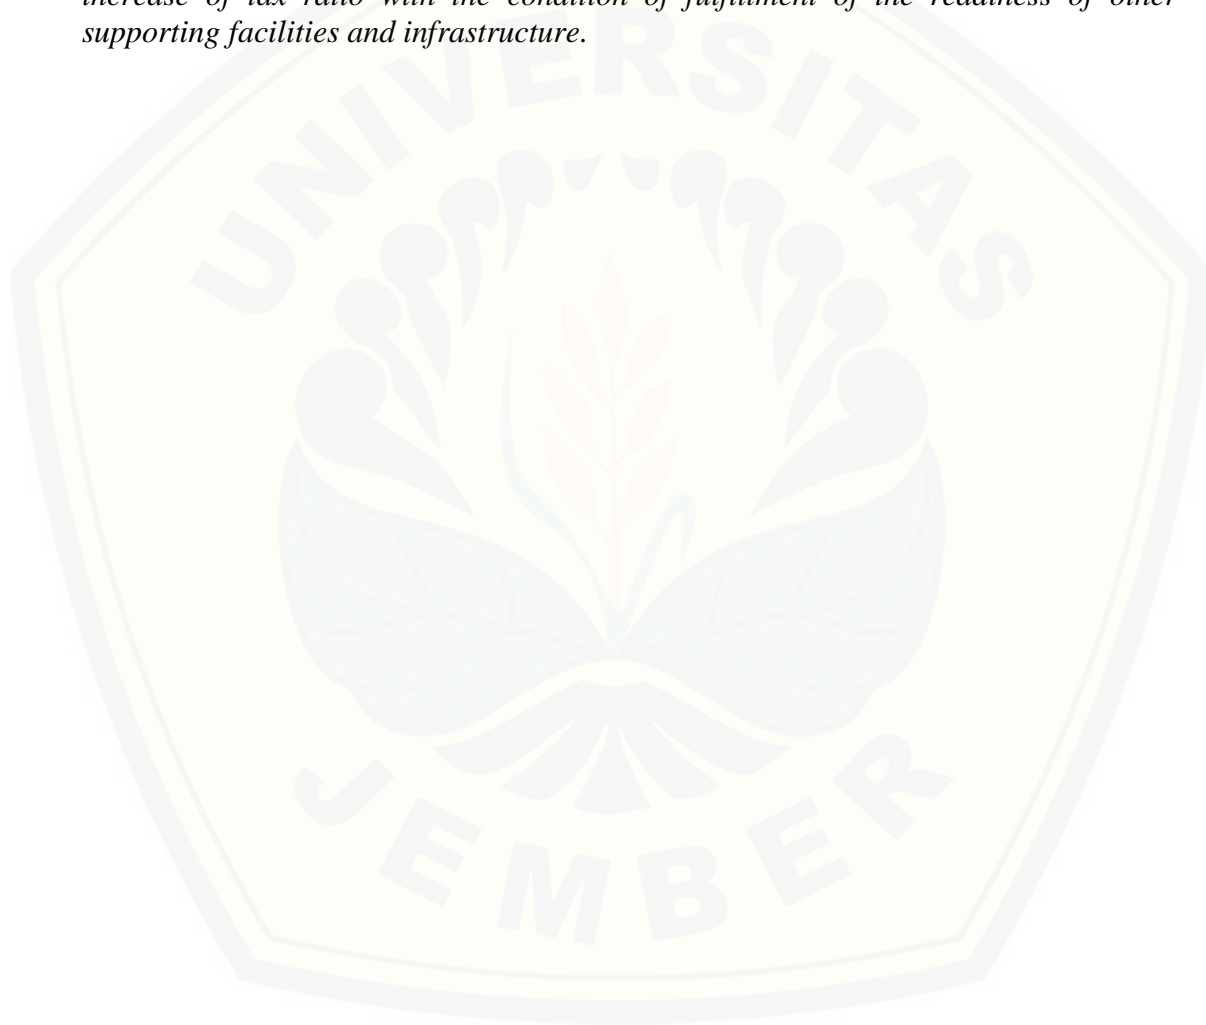 increase of tax ratio with the condition of fulfillment of the readiness of other
supporting facilities and infrastructure.
UNIVERSITAS
JEMBER